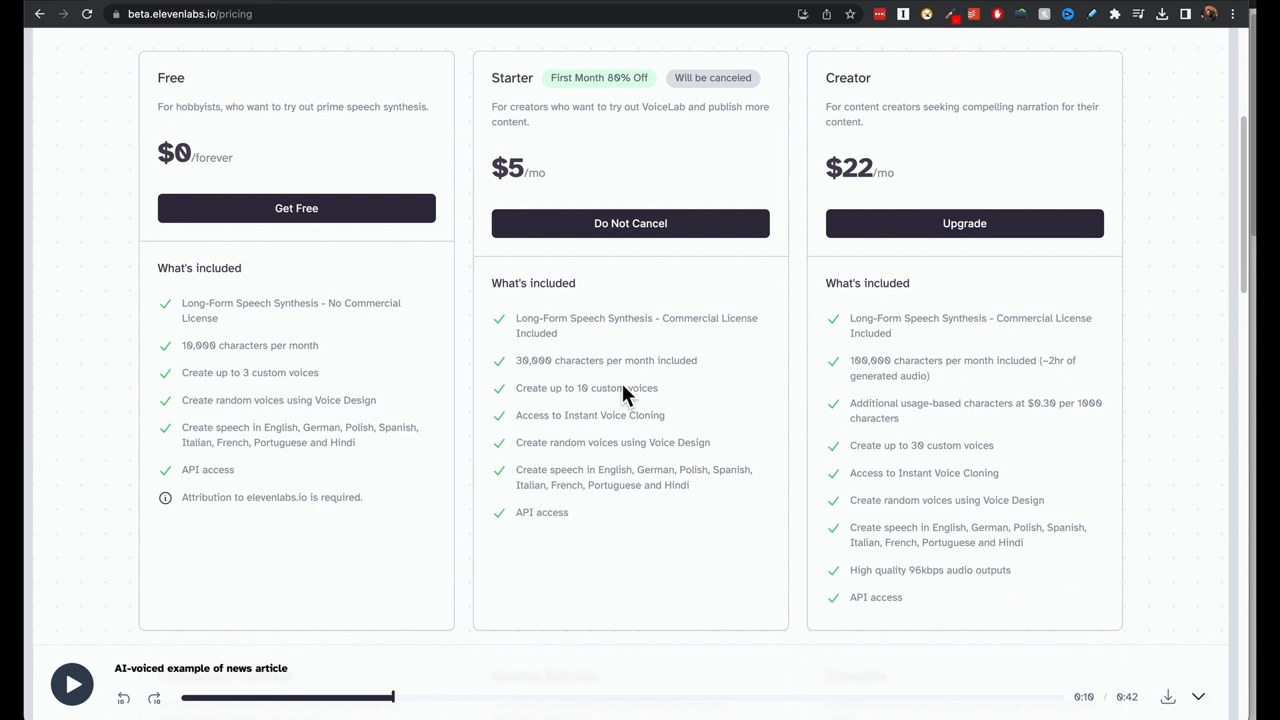 beta.elevenlabs.io/pricing
Free
For hobbyists, who want to try out prime speech synthesis.
$0/forever
Get Free
What's included
Long-Form Speech Synthesis - No Commercial
License
10,000 characters per month
Create up to 3 custom voices
Create random voices using Voice Design
Create speech in English, German, Polish, Spanish,
Italian, French, Portuguese and Hindi
API access
Attribution to elevenlabs.io is required.
Starter First Month 80% Off Will be canceled
For creators who want to try out VoiceLab and publish more
content.
$5/mo
Do Not Cancel
What's included
Long-Form Speech Synthesis - Commercial License
Included
30,000 characters per month included
Create up to 10 custom voices
Access to Instant Voice Cloning
Create random voices using Voice Design
Create speech in English, German, Polish, Spanish,
Italian, French, Portuguese and Hindi
API access
Creator
For content creators seeking compelling narration for their
content.
$22/mo
Upgrade
What's included
Long-Form Speech Synthesis - Commercial License
Included
100,000 characters per month included (~2hr of
generated audio)
Additional usage-based characters at $0.30 per 1000
characters
Create up to 30 custom voices
Access to Instant Voice Cloning
Create random voices using Voice Design
Create speech in English, German, Polish, Spanish,
Italian, French, Portuguese and Hindi
High quality 96kbps audio outputs
API access
AI-voiced example of news article
10 10 0:10 / 0:42